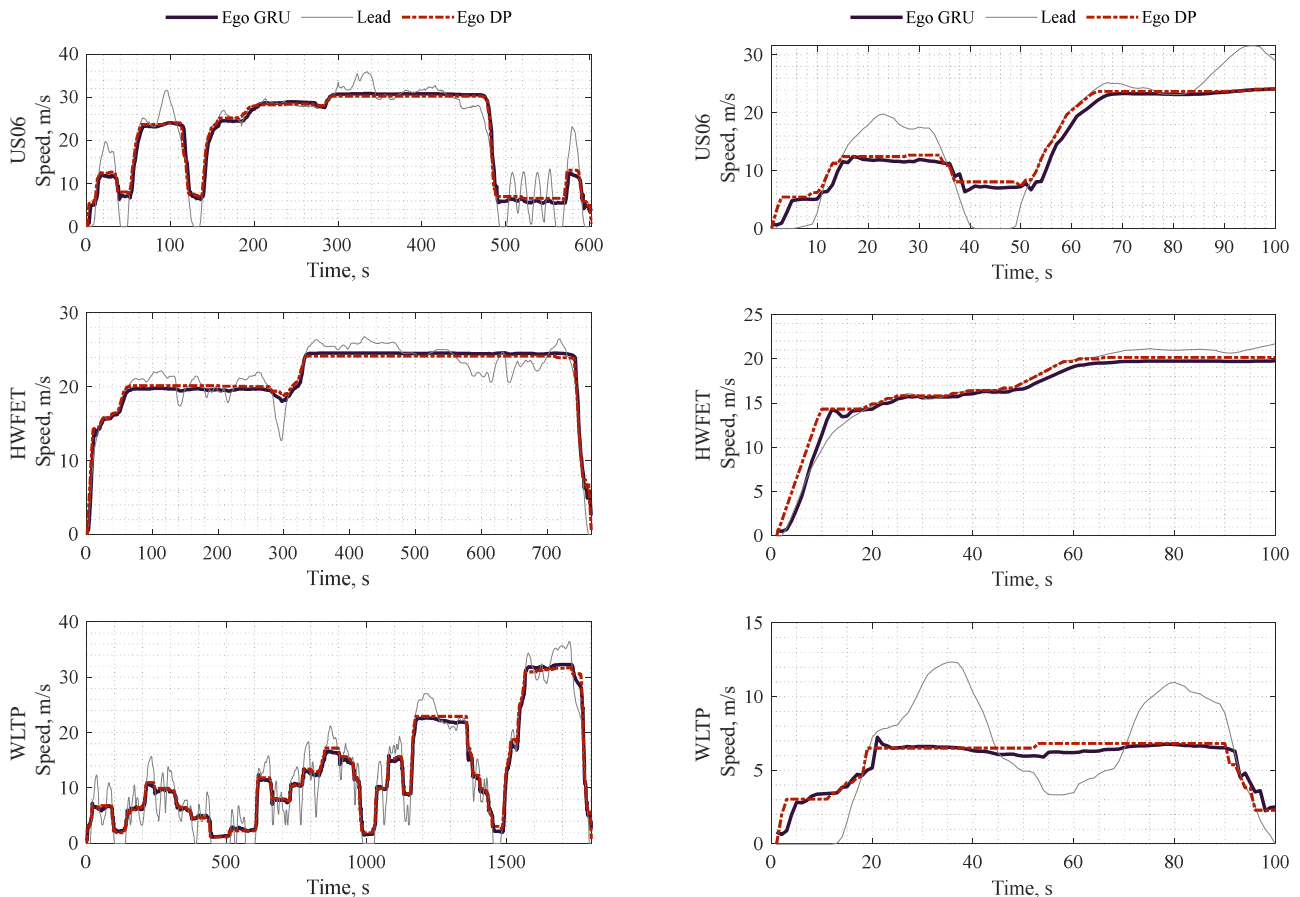 Ego GRU Lead Ego DP
Ego GRU Lead Ego DP
US06
Speed, m/s
40
30
20
10
0
0 100 200 300 400 500 600
Time, s
US06
Speed, m/s
30
20
10
0
10 20 30 40 50 60 70 80 90 100
Time, s
HWFET
Speed, m/s
30
20
10
0
0 100 200 300 400 500 600 700
Time, s
HWFET
Speed, m/s
25
20
15
10
5
0
0 20 40 60 80 100
Time, s
WLTP
Speed, m/s
40
30
20
10
0
0 500 1000 1500
Time, s
WLTP
Speed, m/s
15
10
5
0
0 20 40 60 80 100
Time, s